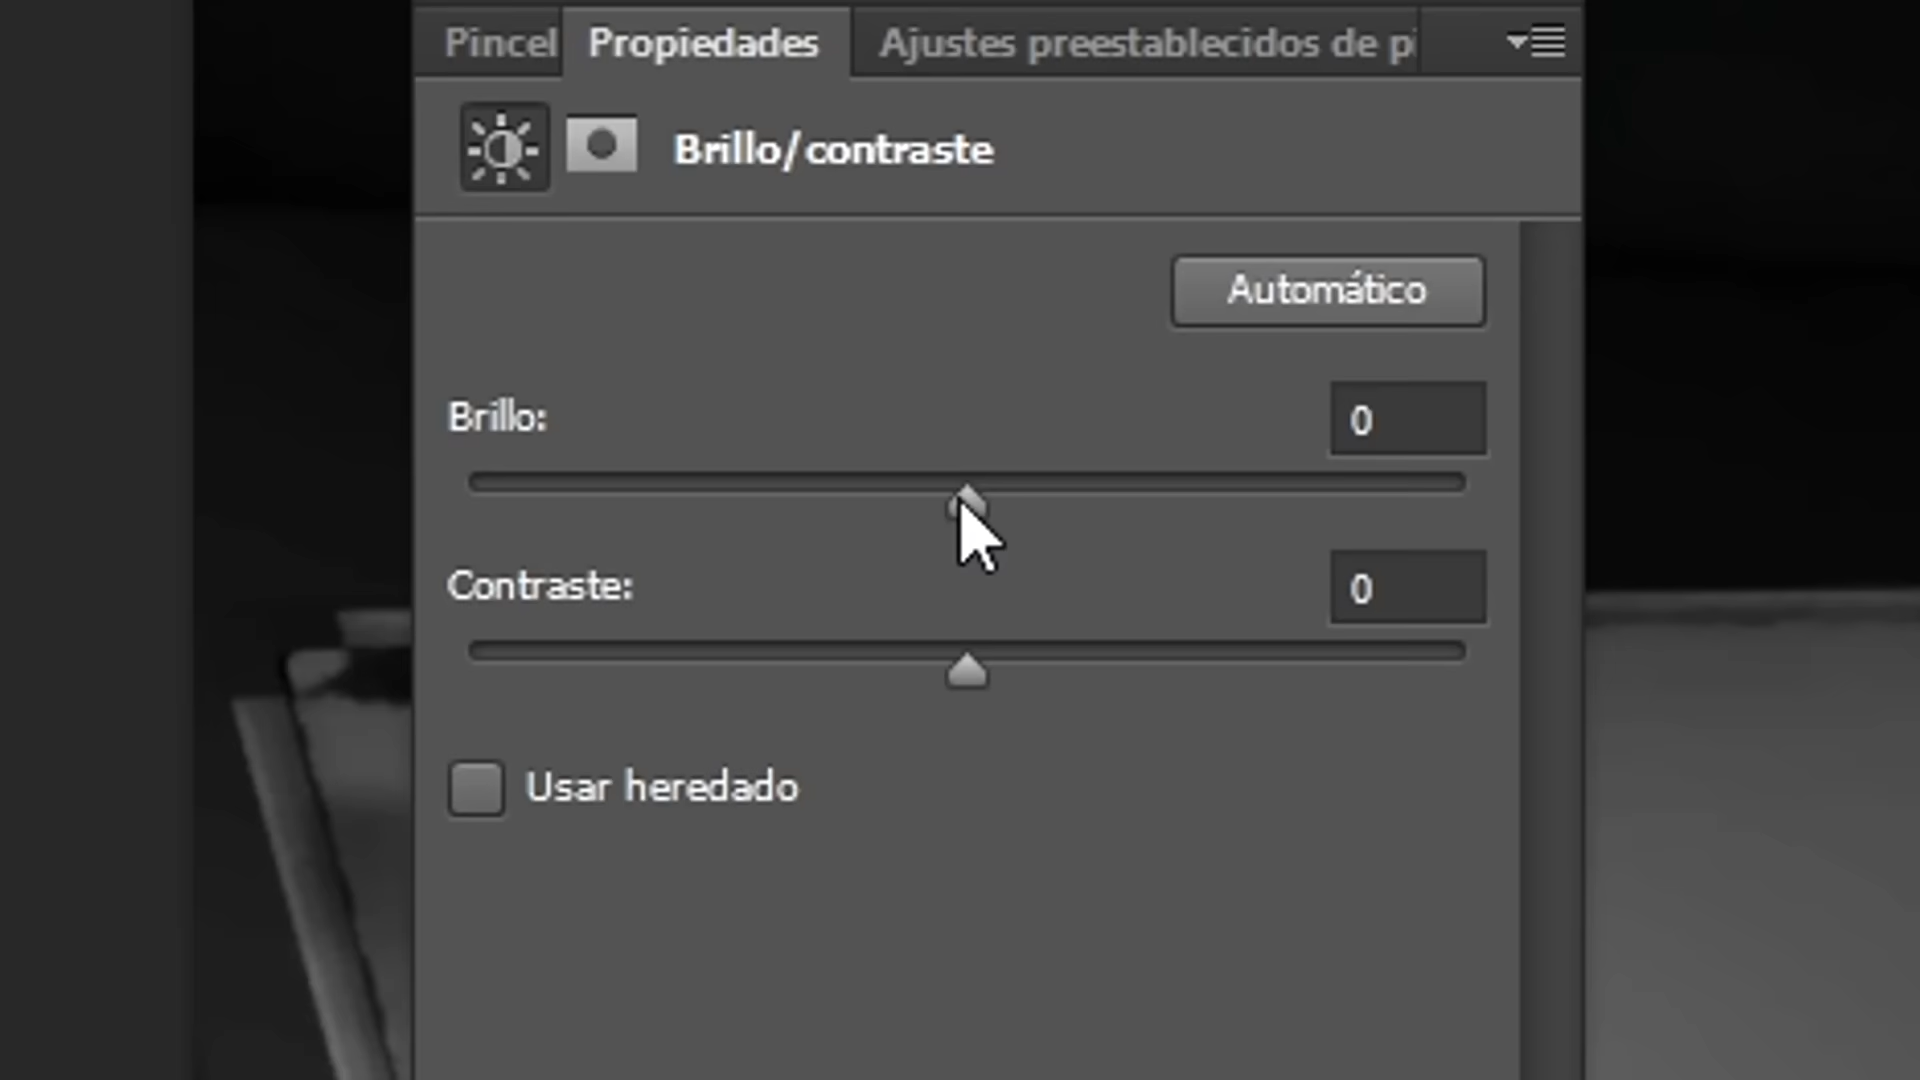 Pincel Propiedades Ajustes preestablecidos de
Brillo/contraste
Automático
Brillo: 0
Contraste: 0
Usar heredado